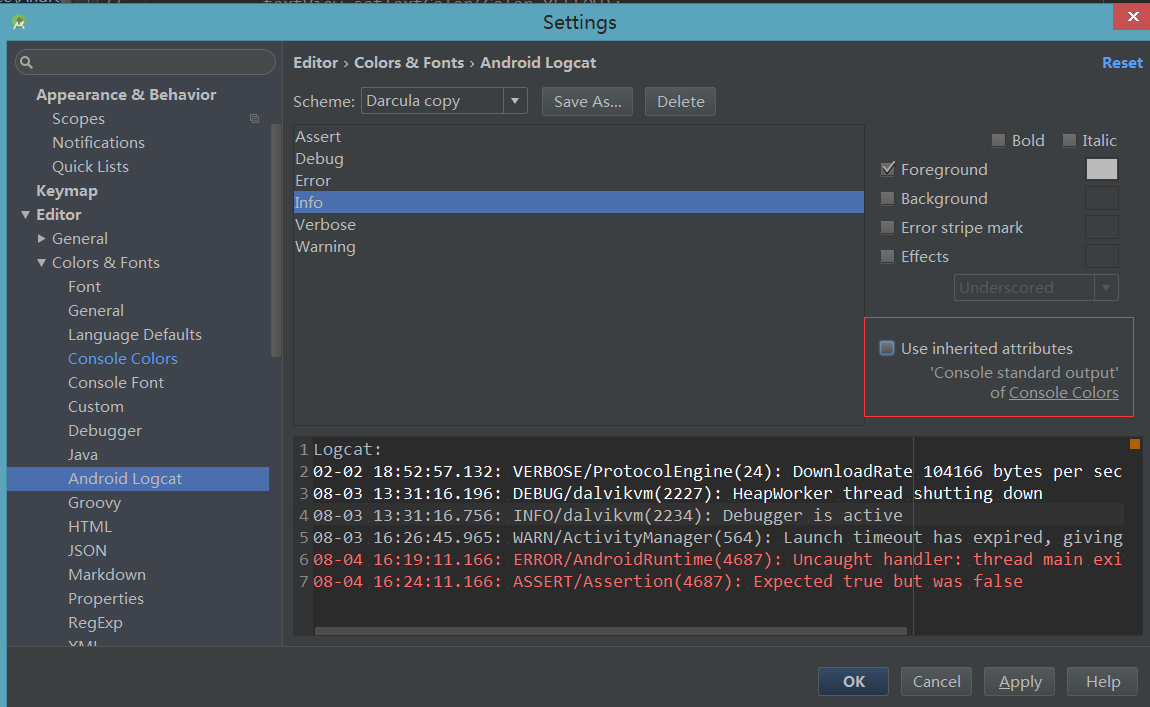 Settings
Appearance & Behavior
Scopes
Notifications
Quick Lists
Keymap
Editor
General
Colors & Fonts
Font
General
Language Defaults
Console Colors
Console Font
Custom
Debugger
Java
Android Logcat
Groovy
HTML
JSON
Markdown
Properties
RegExp
XML
Editor › Colors & Fonts › Android Logcat
Reset
Scheme: Darcula copy Save As... Delete
Assert
Debug
Error
Info
Verbose
Warning
Bold Italic
Foreground
Background
Error stripe mark
Effects
Underscored
Use inherited attributes
'Console standard output'
of Console Colors
1 Logcat:
2 02-02 18:52:57.132: VERBOSE/ProtocolEngine(24): DownloadRate 104166 bytes per sec
3 08-03 13:31:16.196: DEBUG/dalvikvm(2227): HeapWorker thread shutting down
4 08-03 13:31:16.756: INFO/dalvikvm(2234): Debugger is active
5 08-03 16:26:45.965: WARN/ActivityManager(564): Launch timeout has expired, giving
6 08-04 16:19:11.166: ERROR/AndroidRuntime(4687): Uncaught handler: thread main exi
7 08-04 16:24:11.166: ASSERT/Assertion(4687): Expected true but was false
OK Cancel Apply Help